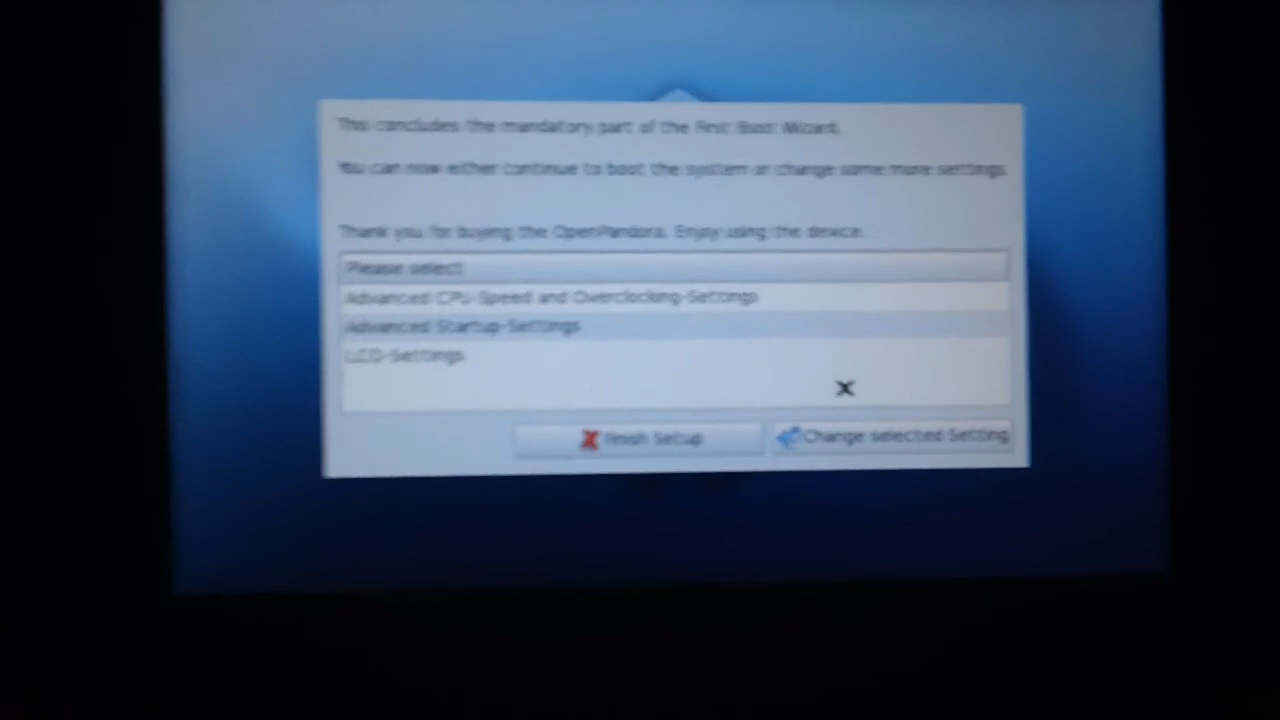 This concludes the mandatory part of the First Boot Wizard.
You can now either continue to boot the system or change some more settings.
Thank you for buying the OpenPandora. Enjoy using the device.
Please select:
Advanced CPU-Speed and Overclocking-Settings
Advanced Startup-Settings
LCD-Settings
Finish Setup
Change selected Setting